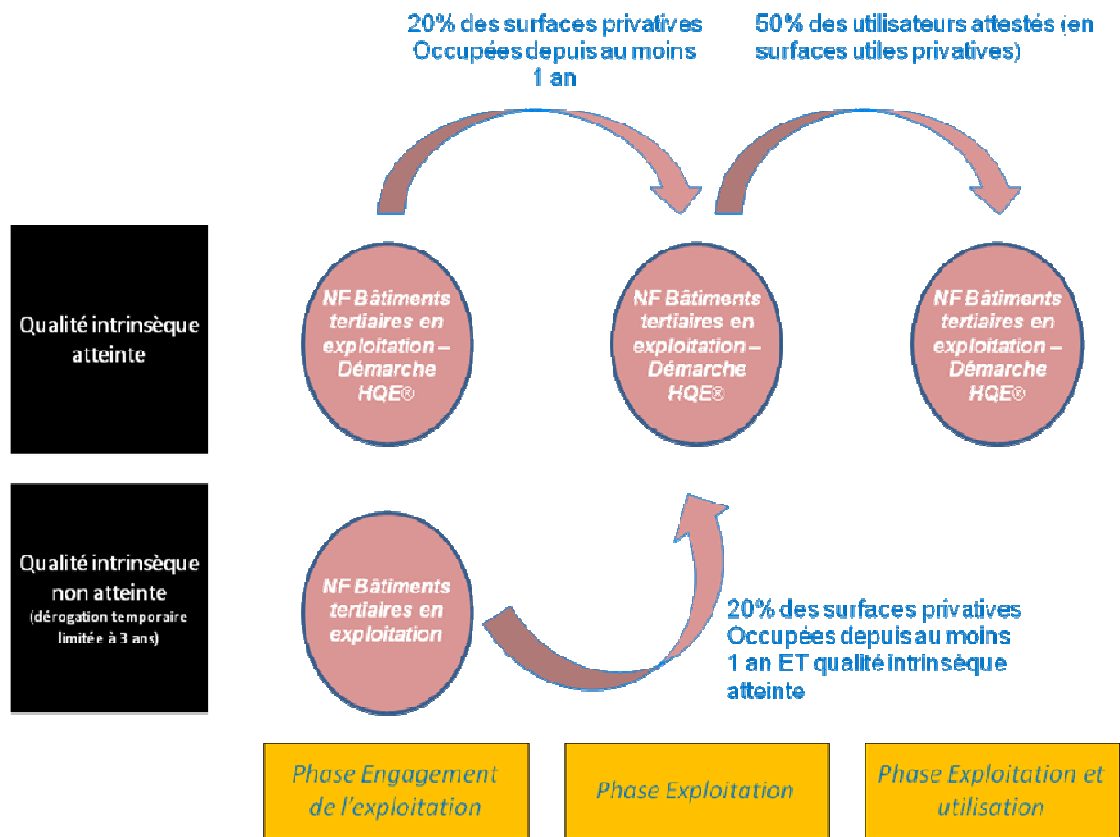 20% des surfaces privatives
Occupées depuis au moins
1 an
50% des utilisateurs attestés (en
surfaces utiles privatives)
Qualité intrinsèque
atteinte
NF Bâtiments
tertiaires en
exploitation –
Démarche
HQE®
NF Bâtiments
tertiaires en
exploitation –
Démarche
HQE®
NF Bâtiments
tertiaires en
exploitation –
Démarche
HQE®
Qualité intrinsèque
non atteinte
(dérogation temporaire
limitée à 3 ans)
NF Bâtiments
tertiaires en
exploitation
20% des surfaces privatives
Occupées depuis au moins
1 an ET qualité intrinsèque
atteinte
Phase Engagement
de l'exploitation
Phase Exploitation
Phase Exploitation et
utilisation